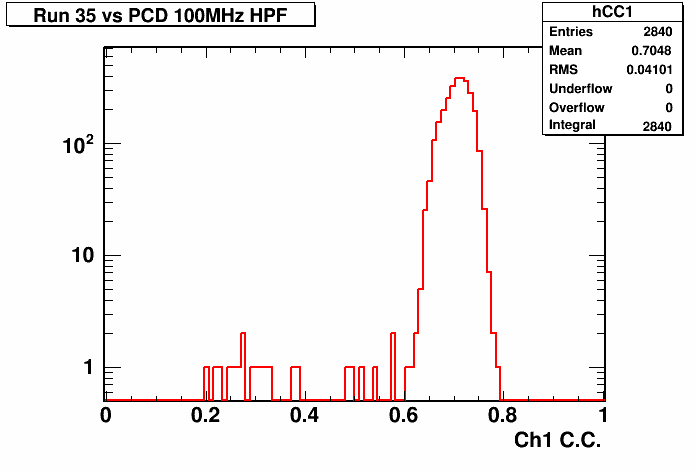 Run 35 vs PCD 100MHz HPF
hCC1
Entries 2840
Mean 0.7048
RMS 0.04101
Underflow 0
Overflow 0
Integral 2840
10²
10
1
0 0.2 0.4 0.6 0.8 1
Ch1 C.C.